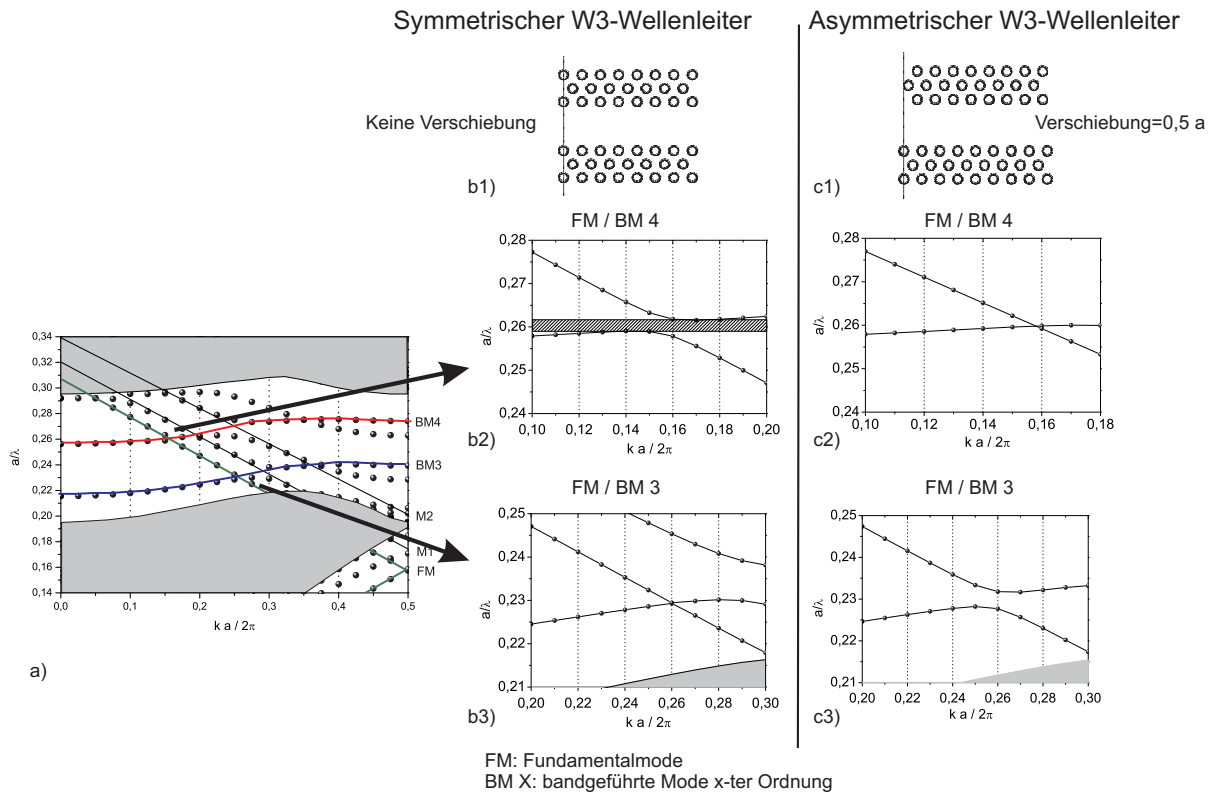 Symmetrischer W3-Wellenleiter
Asymmetrischer W3-Wellenleiter
Keine Verschiebung
Verschiebung=0,5 a
b1)
c1)
FM / BM 4
0,28
0,27
0,26
0,25
0,24
a/λ
0,10 0,12 0,14 0,16 0,18 0,20
k a / 2π
b2)
FM / BM 4
0,28
0,27
0,26
0,25
0,24
a/λ
0,10 0,12 0,14 0,16 0,18
k a / 2π
c2)
0,34
0,32
0,30
0,28
0,26
0,24
0,22
0,20
0,18
0,16
0,14
a/λ
BM4
BM3
M2
M1
FM
0,0 0,1 0,2 0,3 0,4 0,5
k a / 2π
a)
FM / BM 3
0,25
0,24
0,23
0,22
0,21
a/λ
0,20 0,22 0,24 0,26 0,28 0,30
k a / 2π
b3)
FM / BM 3
0,25
0,24
0,23
0,22
0,21
a/λ
0,20 0,22 0,24 0,26 0,28 0,30
k a / 2π
c3)
FM: Fundamentalmode
BM X: bandgeführte Mode x-ter Ordnung